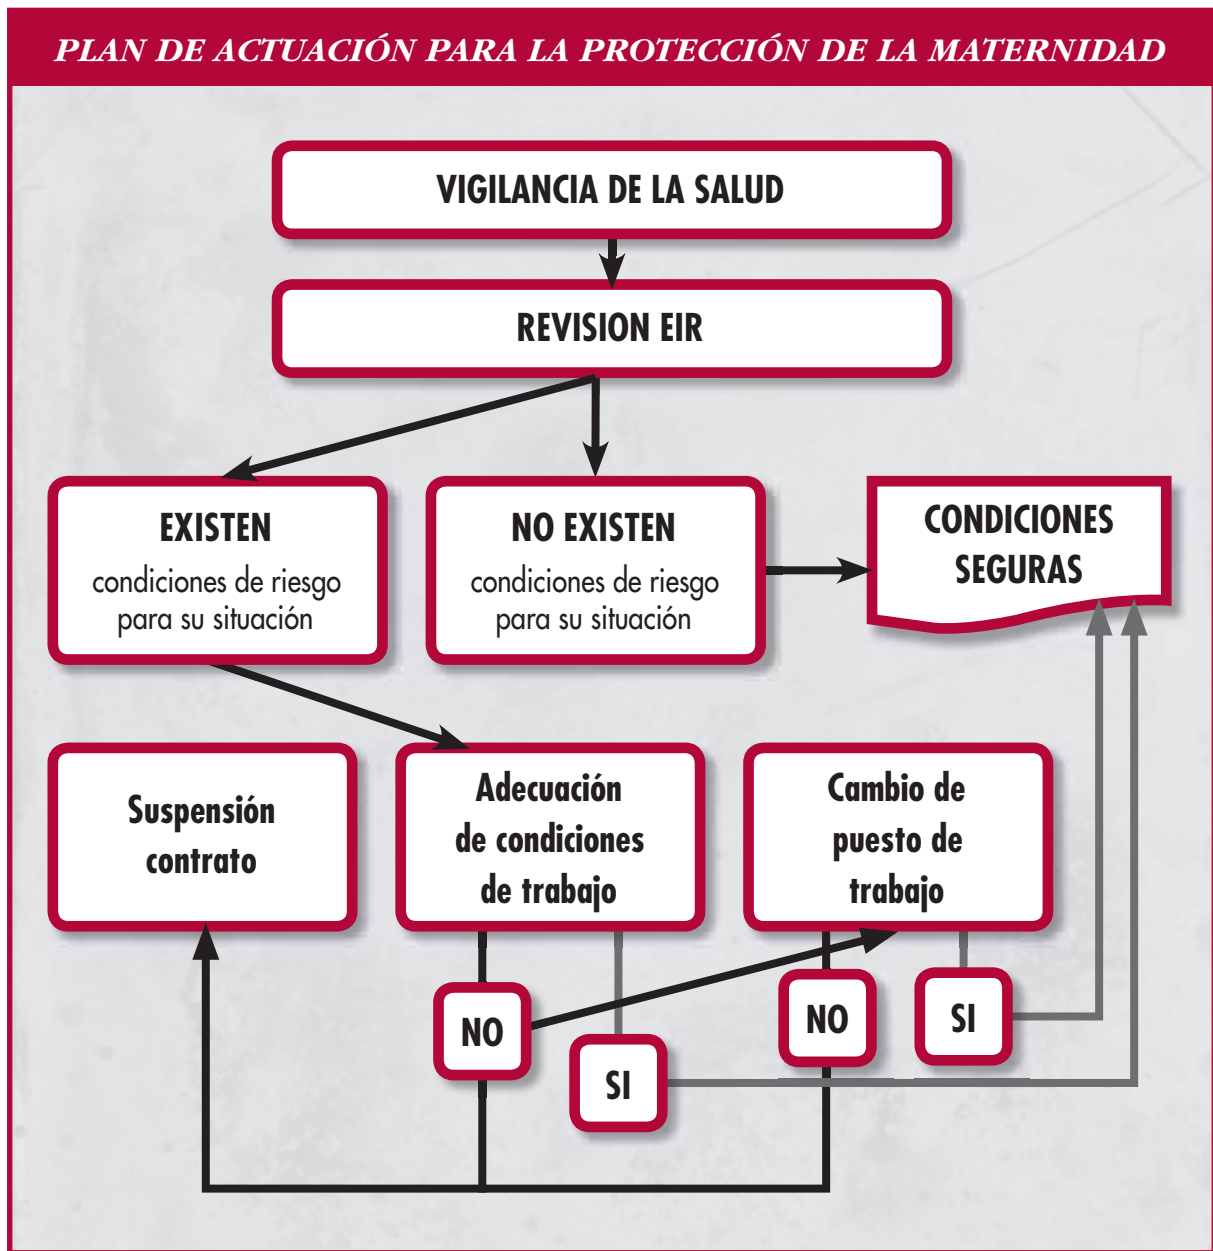 PLAN DE ACTUACIÓN PARA LA PROTECCIÓN DE LA MATERNIDAD
VIGILANCIA DE LA SALUD
REVISION EIR
EXISTEN
condiciones de riesgo
para su situación
NO EXISTEN
condiciones de riesgo
para su situación
CONDICIONES
SEGURAS
Suspensión
contrato
Adecuación
de condiciones
de trabajo
Cambio de
puesto de
trabajo
NO
SI
NO
SI